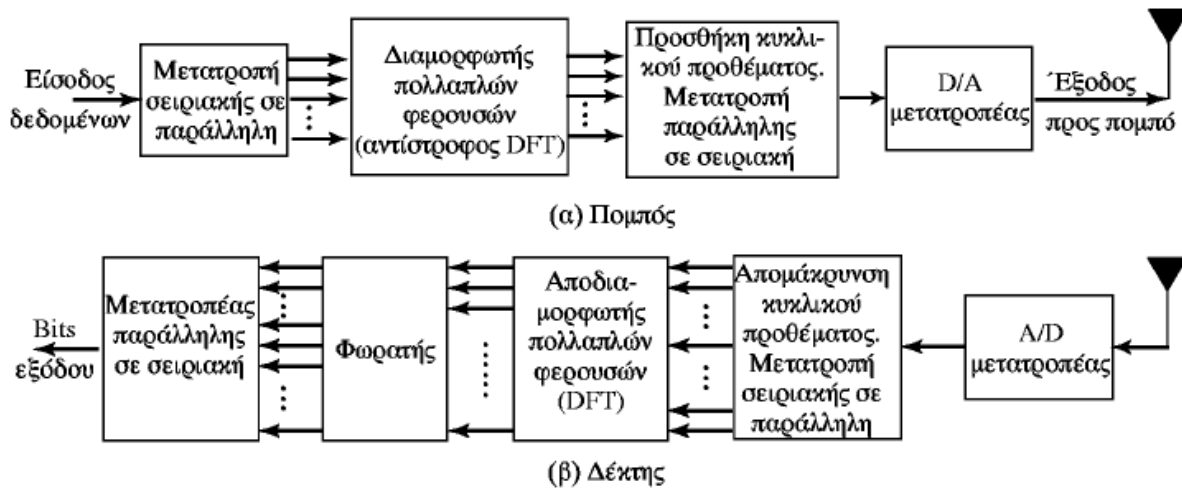 Είσοδος
δεδομένων
Μετατροπή
σειριακής σε
παράλληλη
Διαμορφωτής
πολλαπλών
φερουσών
(αντίστροφος DFT)
Προσθήκη κυκλι-
κού προθέματος.
Μετατροπή
παράλληλης
σε σειριακή
D/A
μετατροπέας
Έξοδος
προς πομπό
(α) Πομπός
Bits
εξόδου
Μετατροπέας
παράλληλης
σε σειριακή
Φωρατής
Αποδια-
μορφωτής
πολλαπλών
φερουσών
(DFT)
Απομάκρυνση
κυκλικού
προθέματος.
Μετατροπή
σειριακής σε
παράλληλη
A/D
μετατροπέας
(β) Δέκτης